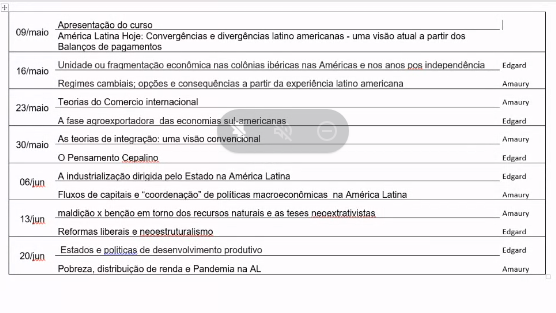 09/maio
Apresentação do curso
América Latina Hoje: Convergências e divergências latino americanas - uma visão atual a partir dos
Balanços de pagamentos
16/maio
Unidade ou fragmentação econômica nas colônias ibéricas nas Américas e nos anos pos independência Edgard
Regimes cambiais; opções e consequências a partir da experiência latino americana Amaury
23/maio
Teorias do Comercio internacional Amaury
A fase agroexportadora das economias sul-americanas Edgard
30/maio
As teorias de integração: uma visão convencional Amaury
O Pensamento Cepalino Edgard
06/jun
A industrialização dirigida pelo Estado na América Latina Edgard
Fluxos de capitais e “coordenação” de políticas macroeconômicas na América Latina Amaury
13/jun
maldição x benção em torno dos recursos naturais e as teses neoextrativistas Amaury
Reformas liberais e neoestruturalismo Edgard
20/jun
Estados e políticas de desenvolvimento produtivo Edgard
Pobreza, distribuição de renda e Pandemia na AL Amaury